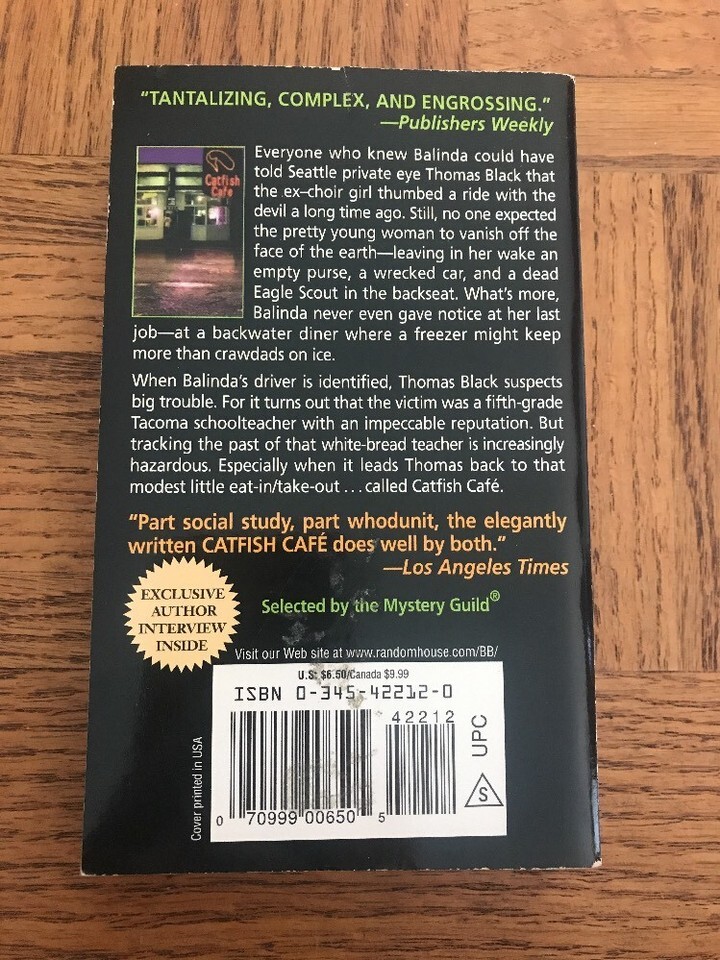 “TANTALIZING, COMPLEX, AND ENGROSSING.”
—Publishers Weekly
Catfish
Cafe
Everyone who knew Balinda could have
told Seattle private eye Thomas Black that
the ex–choir girl thumbed a ride with the
devil a long time ago. Still, no one expected
the pretty young woman to vanish off the
face of the earth—leaving in her wake an
empty purse, a wrecked car, and a dead
Eagle Scout in the backseat. What’s more,
Balinda never even gave notice at her last
job—at a backwater diner where a freezer might keep
more than crawdads on ice.
When Balinda’s driver is identified, Thomas Black suspects
big trouble. For it turns out that the victim was a fifth-grade
Tacoma schoolteacher with an impeccable reputation. But
tracking the past of that white-bread teacher is increasingly
hazardous. Especially when it leads Thomas back to that
modest little eat-in/take-out . . . called Catfish Café.
“Part social study, part whodunit, the elegantly
written CATFISH CAFÉ does well by both.”
—Los Angeles Times
EXCLUSIVE
AUTHOR
INTERVIEW
INSIDE
Selected by the Mystery Guild®
Visit our Web site at www.randomhouse.com/BB/
U.S. $6.50/Canada $9.99
ISBN 0-345-42212-0
42212
0 70999 00650 5
UPC
S
Cover printed in USA